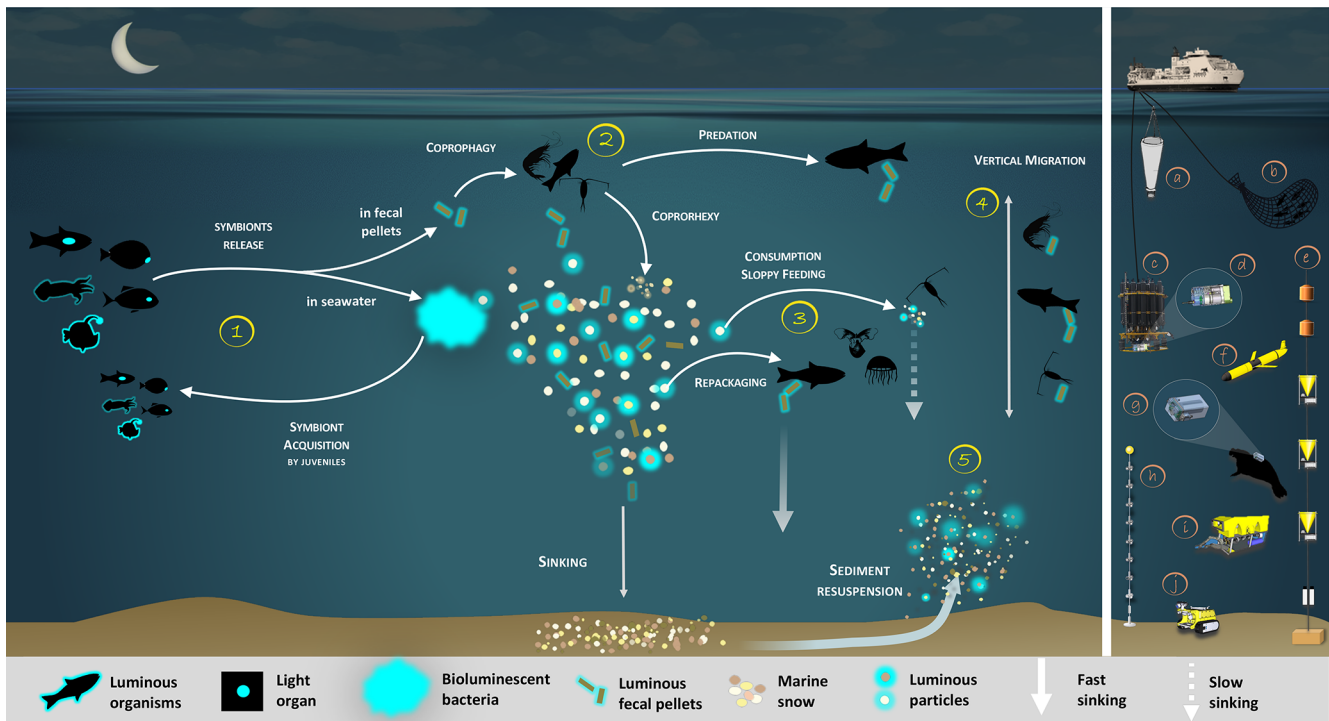 COPROPHAGY
2
PREDATION
VERTICAL MIGRATION
a
b
in fecal
pellets
4
SYMBIONTS
RELEASE
COPRORHEXY
CONSUMPTION
SLOPPY FEEDING
c
d
e
in seawater
1
3
f
REPACKAGING
g
SYMBIONT
ACQUISITION
BY JUVENILES
5
h
i
SINKING
SEDIMENT
RESUSPENSION
j
Luminous
organisms
Light
organ
Bioluminescent
bacteria
Luminous
fecal pellets
Marine
snow
Luminous
particles
Fast
sinking
Slow
sinking